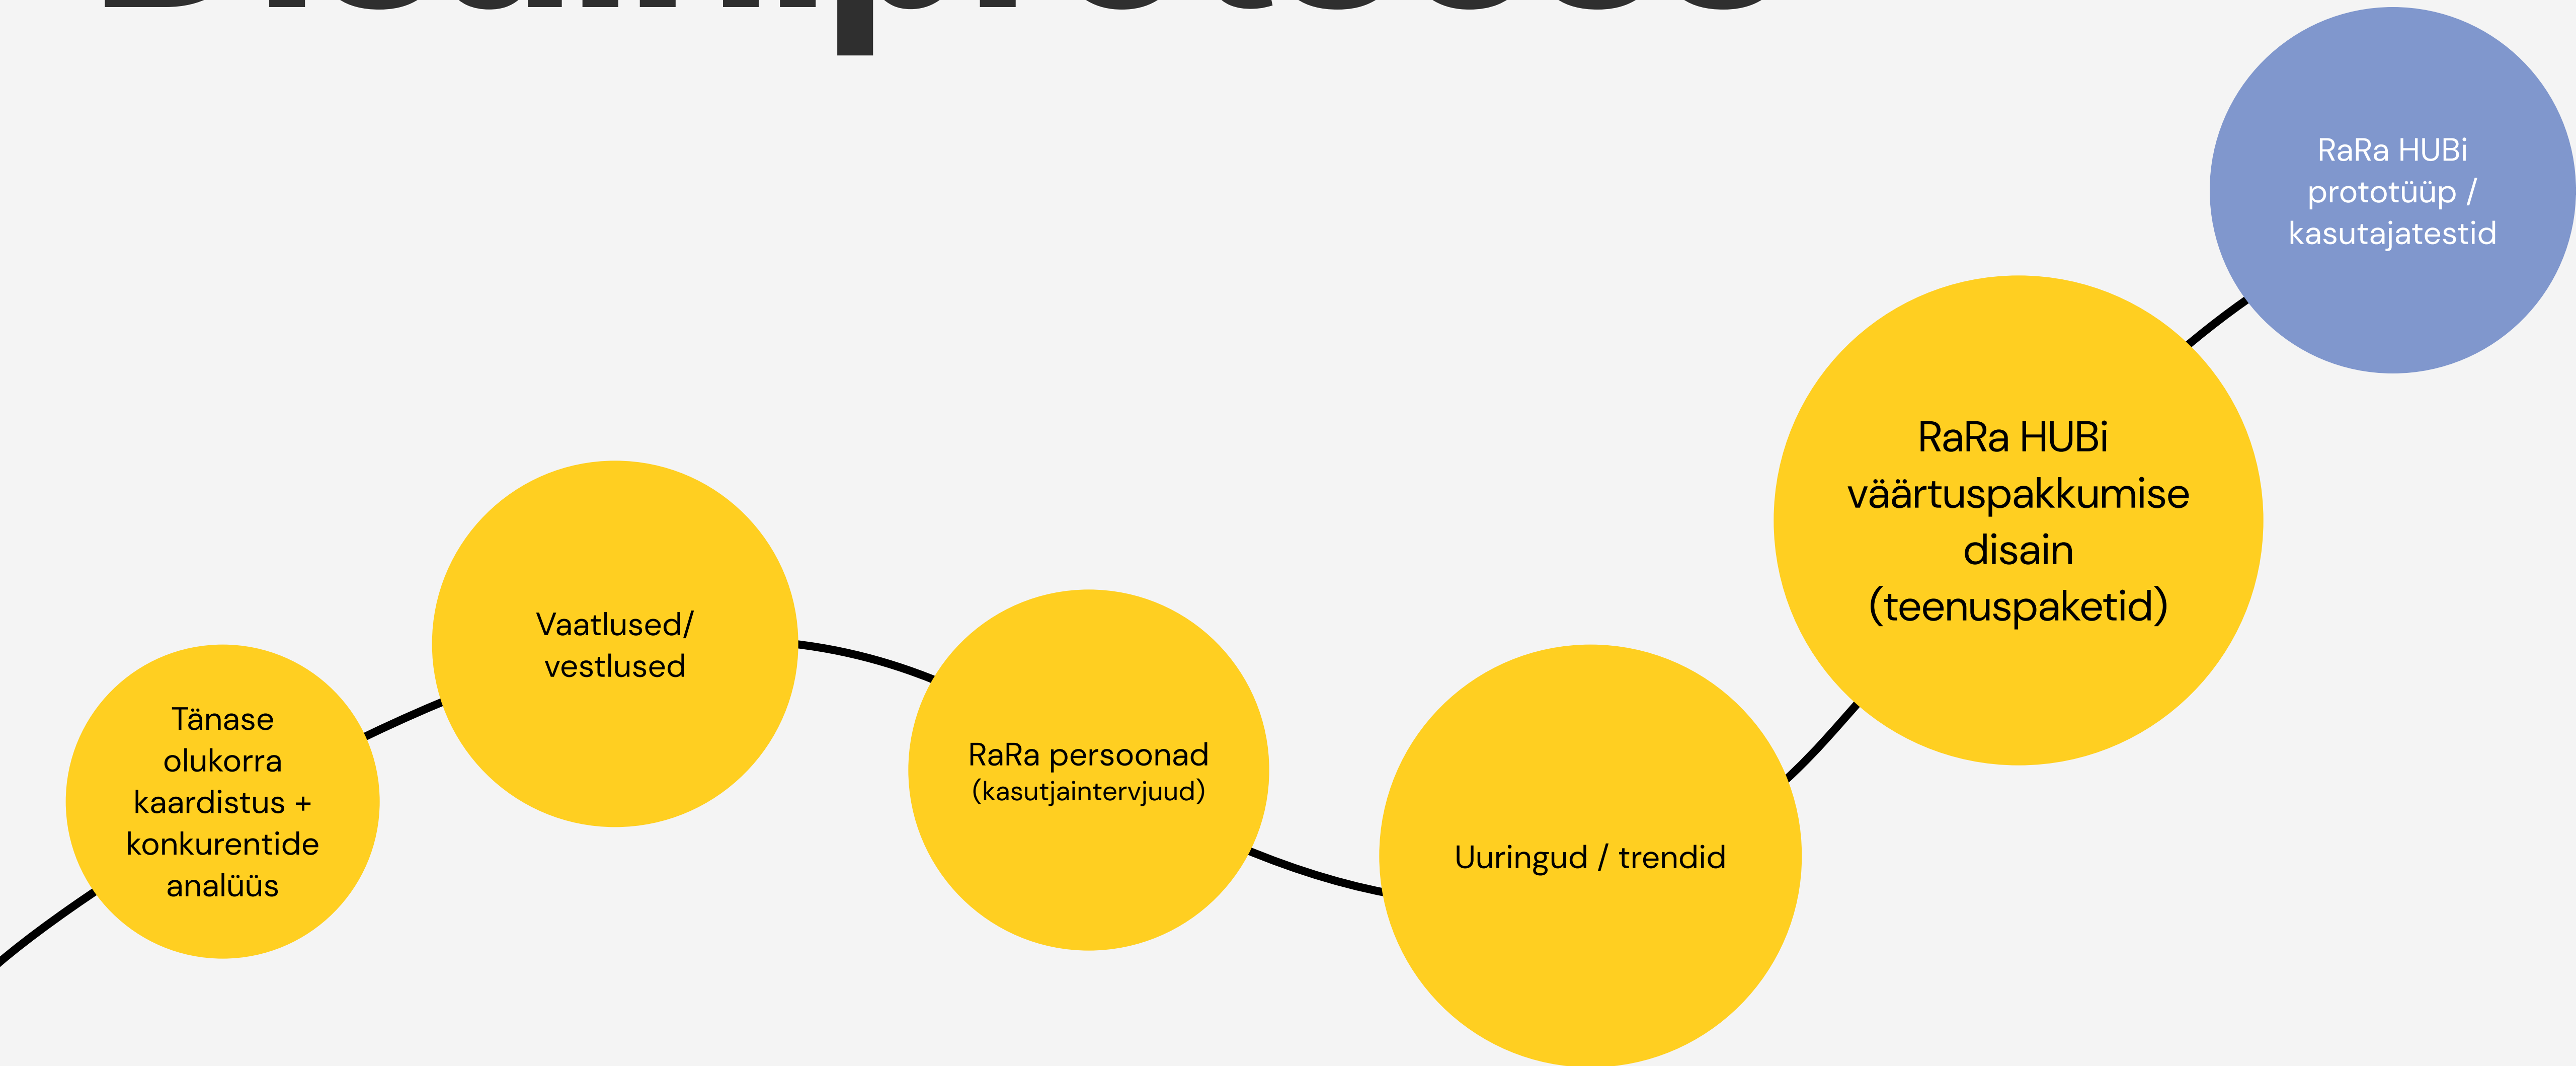 Tänase
olukorra
kaardistus +
konkurentide
analüüs
Vaatlused/
vestlused
RaRa persoonad
(kasutjaintervjuud)
Uuringud / trendid
RaRa HUBi
väärtuspakkumise
disain
(teenuspaketid)
RaRa HUBi
prototüüp /
kasutajatestid